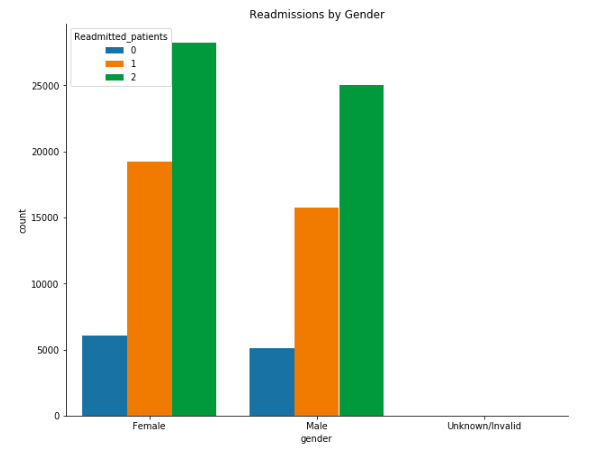 Readmissions by Gender
Readmitted_patients
0
1
2
25000
20000
15000
10000
5000
0
count
Female Male Unknown/Invalid
gender